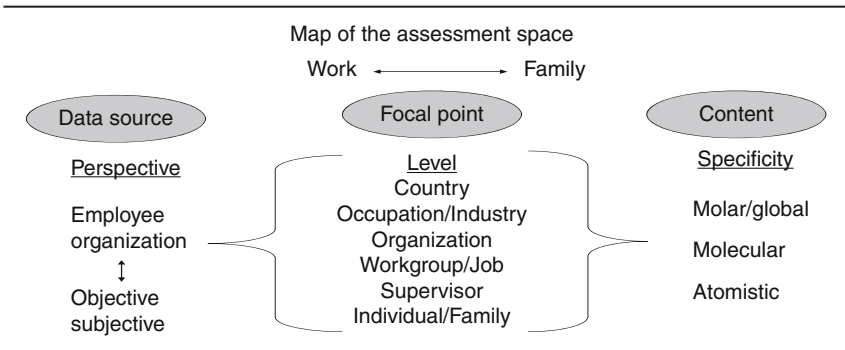 Map of the assessment space
Work Family
Data source
Focal point
Content
Perspective
Employee
organization
Objective
subjective
Level
Country
Occupation/Industry
Organization
Workgroup/Job
Supervisor
Individual/Family
Specificity
Molar/global
Molecular
Atomistic